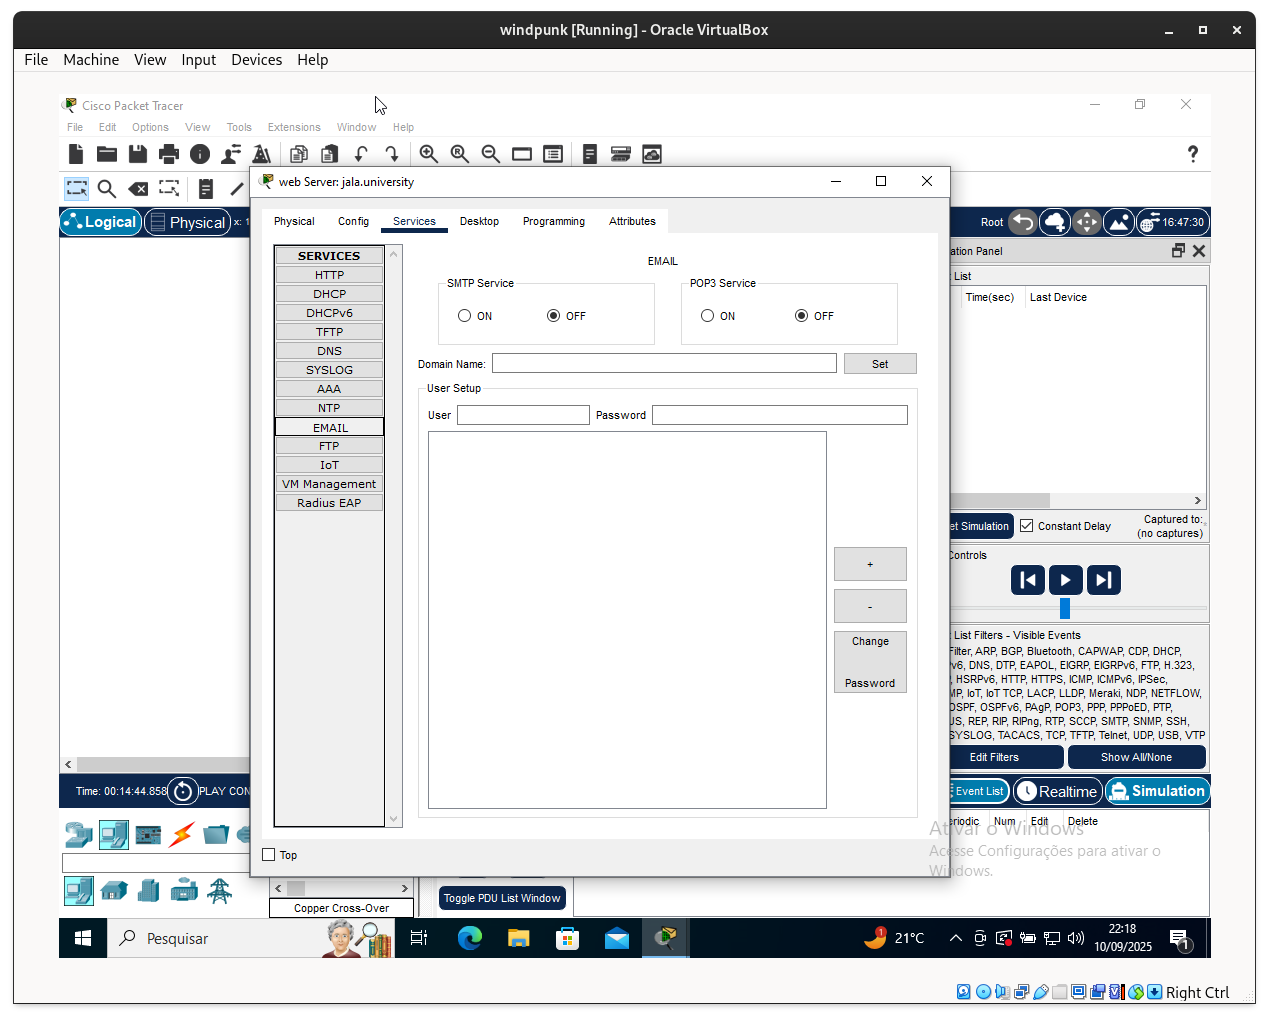 windpunk [Running] - Oracle VirtualBox
File Machine View Input Devices Help
Cisco Packet Tracer
File Edit Options View Tools Extensions Window Help
?
web Server: jala.university
Logical Physical x: 1
Root 16:47:30
Physical Config Services Desktop Programming Attributes
SERVICES
HTTP
DHCP
DHCPv6
TFTP
DNS
SYSLOG
AAA
NTP
EMAIL
FTP
IoT
VM Management
Radius EAP
EMAIL
SMTP Service
ON OFF
POP3 Service
ON OFF
Domain Name: Set
User Setup
User Password
+
-
Change
Password
Top
ation Panel
List
Time(sec) Last Device
et Simulation Constant Delay Captured to:
(no captures)
Controls
List Filters - Visible Events
Filter, ARP, BGP, Bluetooth, CAPWAP, CDP, DHCP,
v6, DNS, DTP, EAPOL, EIGRP, EIGRPv6, FTP, H.323,
, HSRPv6, HTTP, HTTPS, ICMP, ICMPv6, IPSec,
MP, IoT, IoT TCP, LACP, LLDP, Meraki, NDP, NETFLOW,
OSPF, OSPFv6, PAgP, POP3, PPP, PPPoED, PTP,
US, REP, RIP, RIPng, RTP, SCCP, SMTP, SNMP, SSH,
SYSLOG, TACACS, TCP, TFTP, Telnet, UDP, USB, VTP
Edit Filters Show All/None
Time: 00:14:44.858 PLAY CON
Event List Realtime Simulation
eriodic Num Edit Delete
Ativar o Windows
Acesse Configurações para ativar o
Windows.
Copper Cross-Over
Toggle PDU List Window
Pesquisar
1
21°C
22:18
10/09/2025
1
Right Ctrl